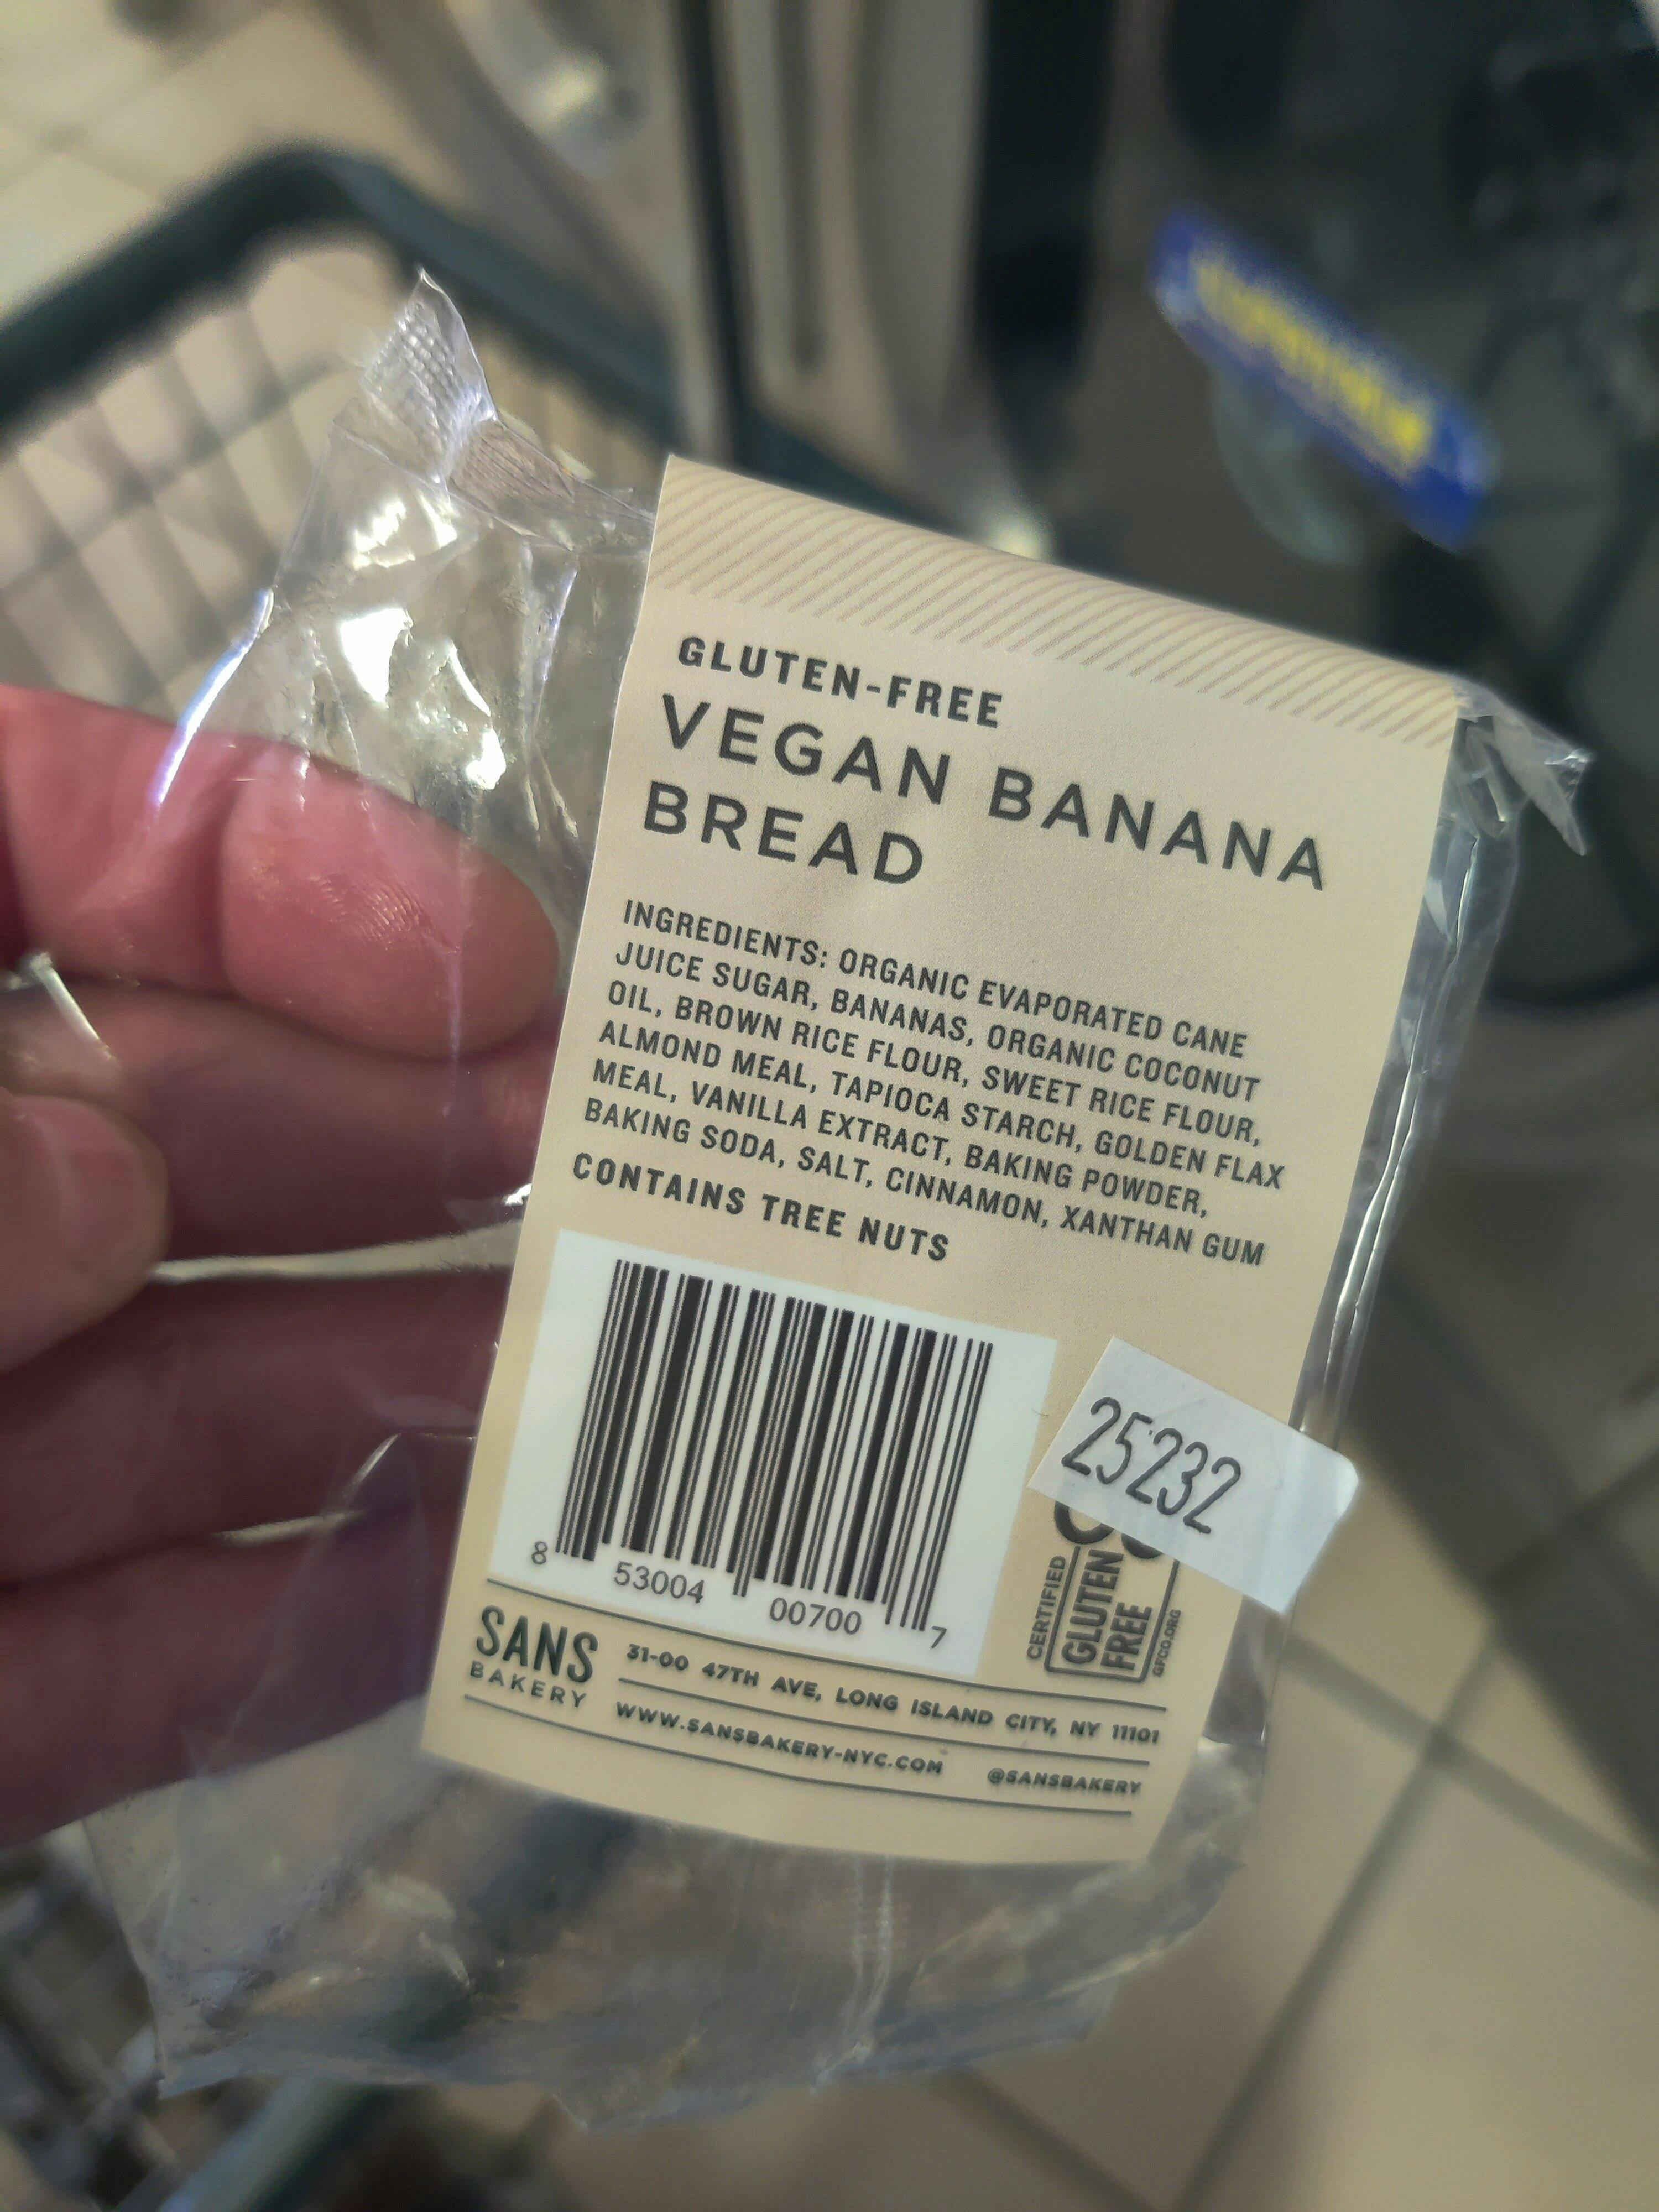 GLUTEN-FREE
VEGAN BANANA
BREAD
INGREDIENTS: ORGANIC EVAPORATED CANE
JUICE SUGAR, BANANAS, ORGANIC COCONUT
OIL, BROWN RICE FLOUR, SWEET RICE FLOUR,
ALMOND MEAL, TAPIOCA STARCH, GOLDEN FLAX
MEAL, VANILLA EXTRACT, BAKING POWDER,
BAKING SODA, SALT, CINNAMON, XANTHAN GUM
CONTAINS TREE NUTS
25232
8 53004 00700 7
CERTIFIED
GLUTEN
FREE
GFCO.ORG
SANS
BAKERY
31-00 47TH AVE, LONG ISLAND CITY, NY 11101
WWW.SANSBAKERY-NYC.COM @SANSBAKERY